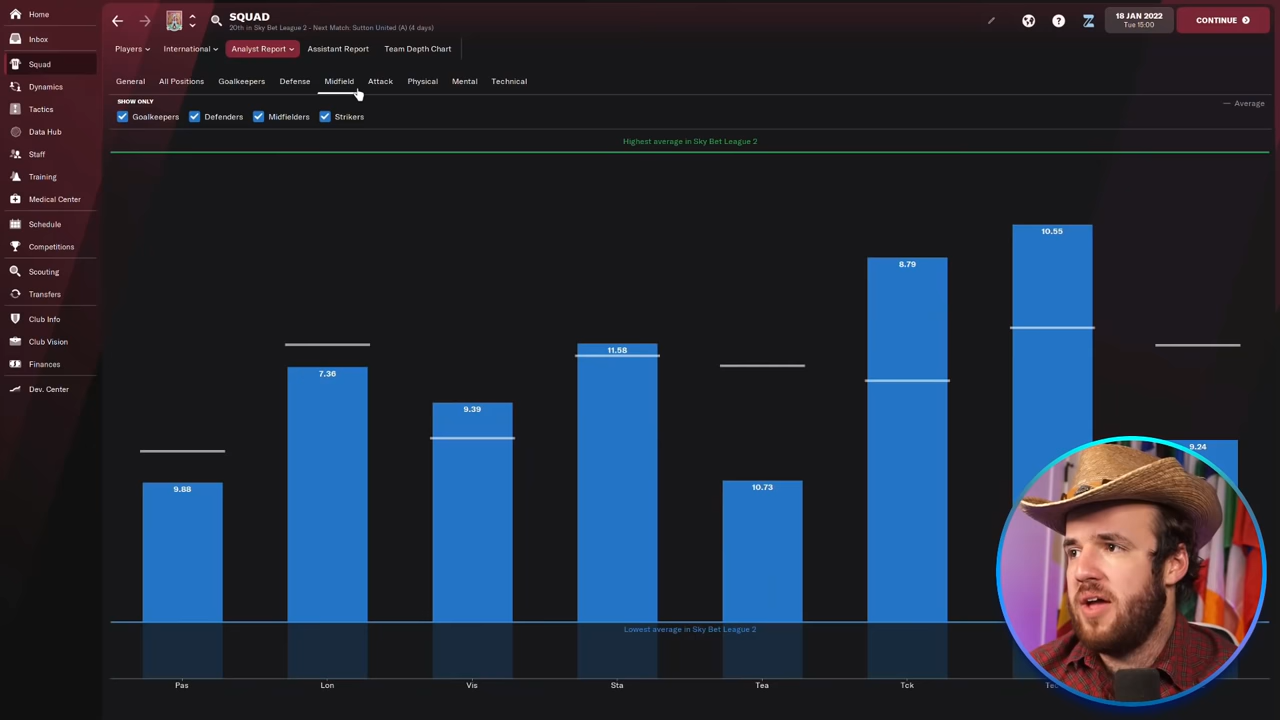 Home
Inbox
Squad
Dynamics
Tactics
Data Hub
Staff
Training
Medical Center
Schedule
Competitions
Scouting
Transfers
Club Info
Club Vision
Finances
Dev. Center
SQUAD
20th in Sky Bet League 2 - Next Match: Sutton United (A) (4 days)
18 JAN 2022
Tue 15:00
CONTINUE
Players International Analyst Report Assistant Report Team Depth Chart
General All Positions Goalkeepers Defense Midfield Attack Physical Mental Technical
SHOW ONLY
Goalkeepers Defenders Midfielders Strikers
Average
Highest average in Sky Bet League 2
10.55
8.79
11.58
7.36
9.39
9.24
10.73
9.88
Lowest average in Sky Bet League 2
Pas Lon Vis Sta Tea Tck